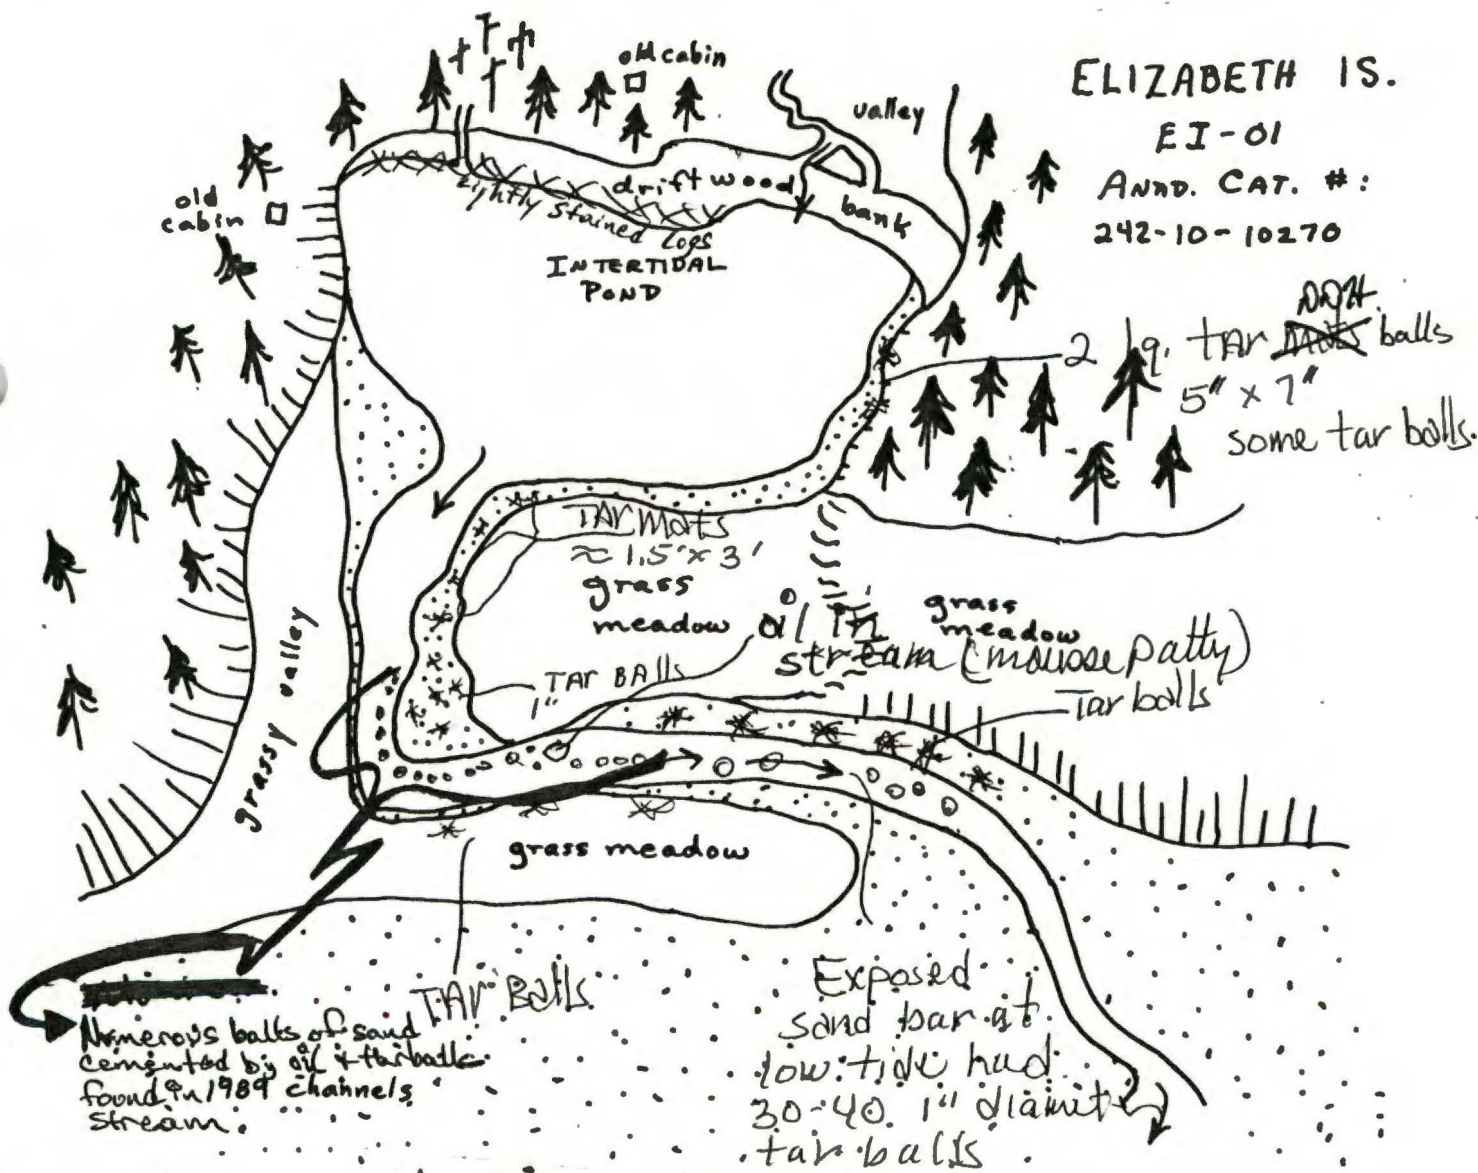 ELIZABETH IS.
EI-01
ANAD. CAT. #:
242-10-10270
old cabin
valley
old
cabin
driftwood
bank
Lightly Stained Logs
INTERTIDAL
POND
2 lg. tar balls
5" x 7"
some tar balls.
TAR Mats
≈ 1.5' x 3'
grass
meadow
oil in
stream (mousse patty)
grass
meadow
TAR BALLS
1"
Tar balls
grassy valley
grass meadow
TAR Balls
Numerous balls of sand
cemented by oil & tarballs
found in 1989 channels
stream.
Exposed
sand bar at
low tide had
30-40 1" diamit
tar balls